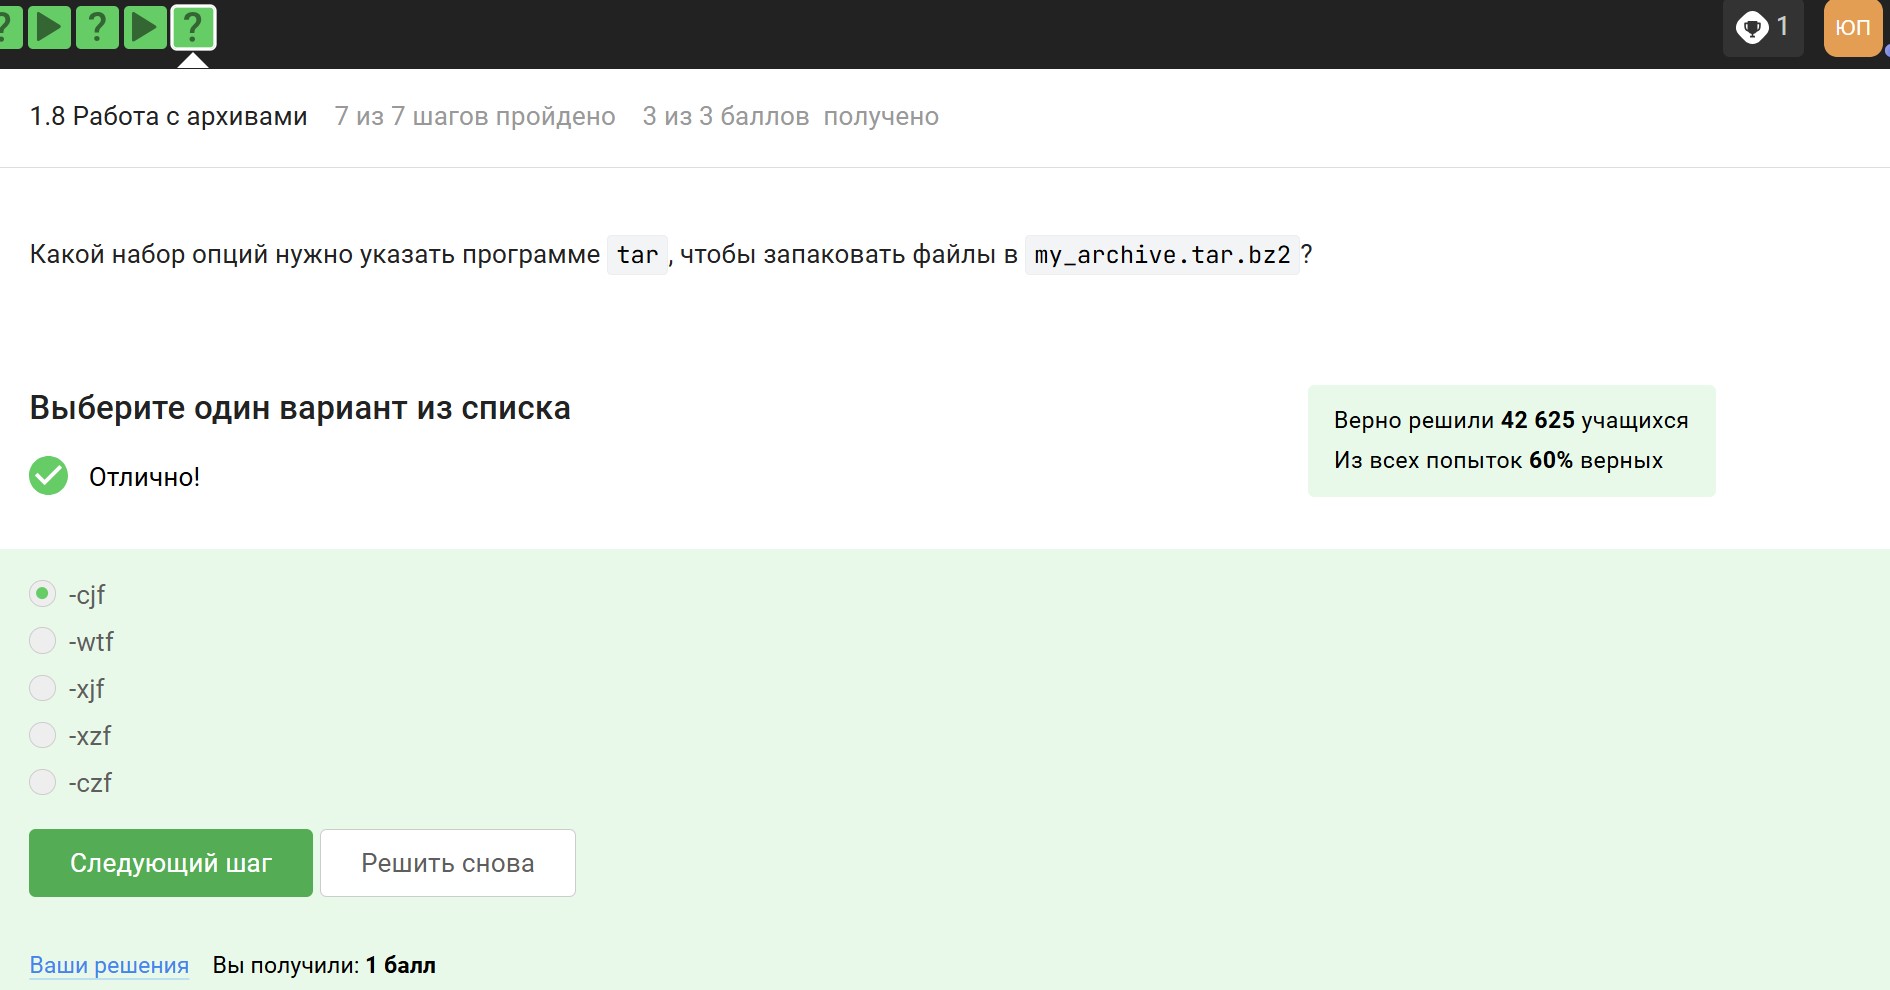 ? ? ?
1 ЮП
1.8 Работа с архивами 7 из 7 шагов пройдено 3 из 3 баллов получено
Какой набор опций нужно указать программе tar, чтобы запаковать файлы в my_archive.tar.bz2?
Выберите один вариант из списка
Отлично!
Верно решили 42 625 учащихся
Из всех попыток 60% верных
-cjf
-wtf
-xjf
-xzf
-czf
Следующий шаг Решить снова
Ваши решения Вы получили: 1 балл